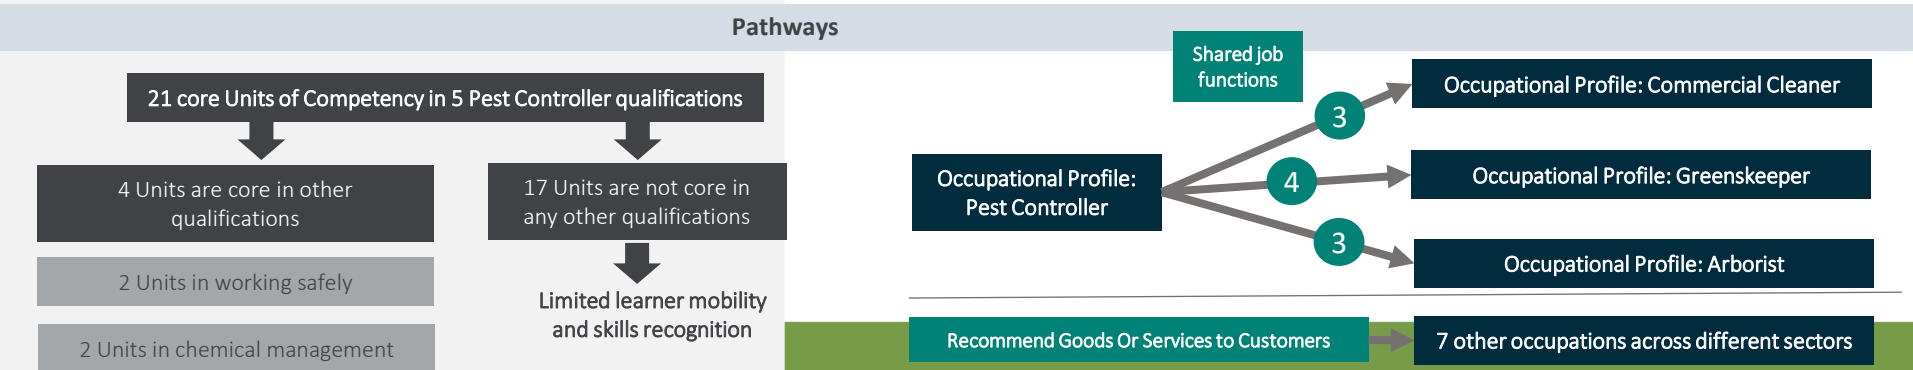 Pathways
21 core Units of Competency in 5 Pest Controller qualifications
4 Units are core in other
qualifications
2 Units in working safely
2 Units in chemical management
17 Units are not core in
any other qualifications
Limited learner mobility
and skills recognition
Shared job
functions
Occupational Profile:
Pest Controller
3
Occupational Profile: Commercial Cleaner
4
Occupational Profile: Greenskeeper
3
Occupational Profile: Arborist
Recommend Goods Or Services to Customers
7 other occupations across different sectors